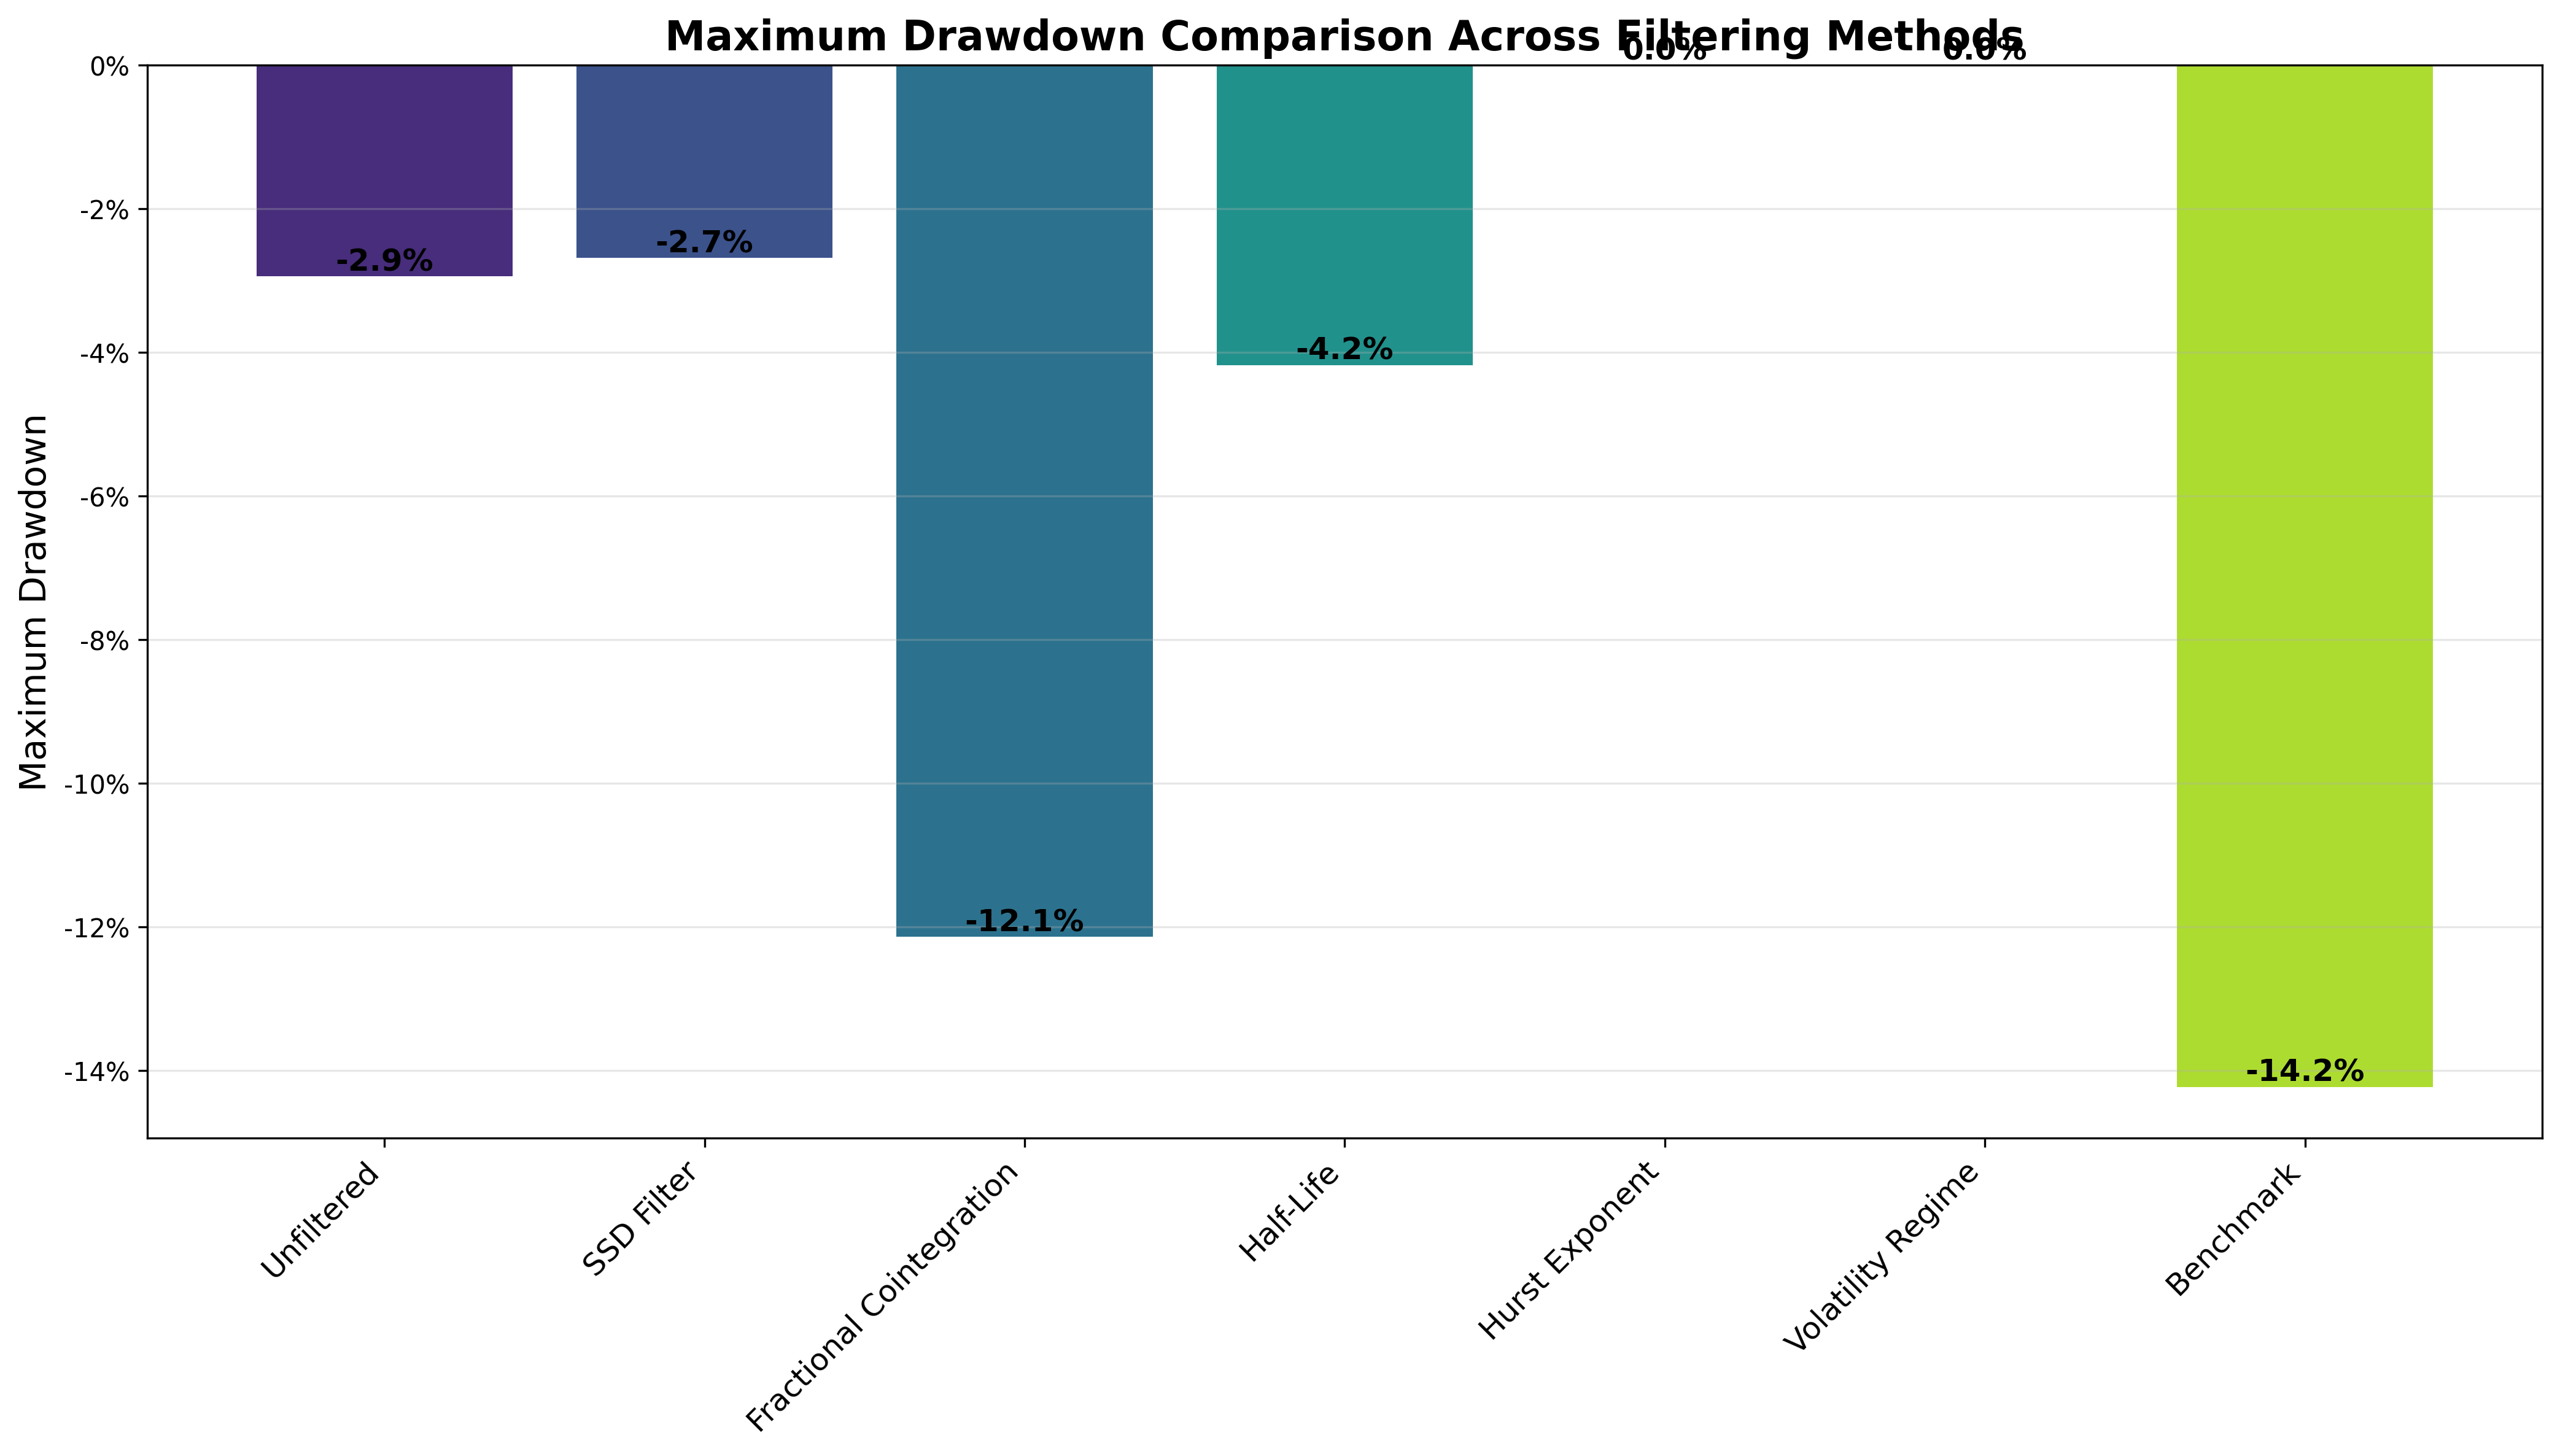 Maximum Drawdown Comparison Across Filtering Methods
0.0%
0.0%
0%
-2%
-4%
-6%
-8%
-10%
-12%
-14%
Maximum Drawdown
-2.9%
-2.7%
-12.1%
-4.2%
-14.2%
Unfiltered
SSD Filter
Fractional Cointegration
Half-Life
Hurst Exponent
Volatility Regime
Benchmark